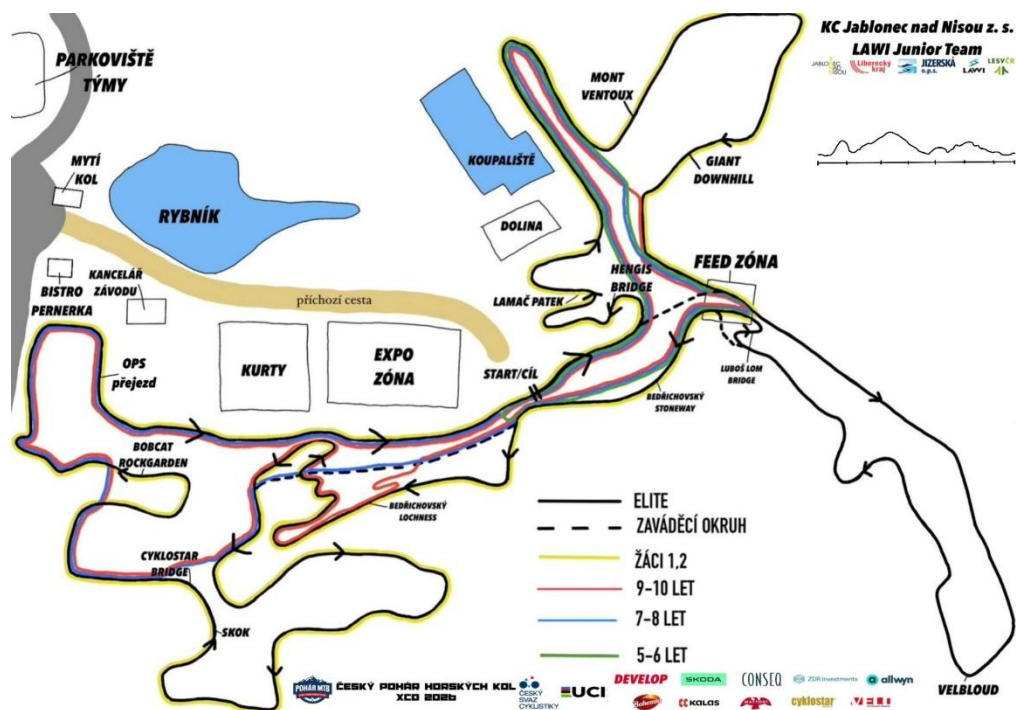 KC Jablonec nad Nisou z. s.
LAWI Junior Team
Liberecký
kraj
JIZERSKÁ
o.p.s.
LAWI
LESYČR
PARKOVIŠTĚ
TÝMY
MONT
VENTOUX
KOUPALIŠTĚ
GIANT
DOWNHILL
MYTÍ
KOL
RYBNÍK
DOLINA
HENGIS
BRIDGE
FEED ZÓNA
BISTRO
PERNERKA
KANCELÁŘ
ZÁVODU
příchozí cesta
LAMAČ PATEK
OPS
přejezd
KURTY
EXPO
ZÓNA
START/CÍL
LUBOŠ LOM
BRIDGE
BEDŘICHOVSKÝ
STONEWAY
BOBCAT
ROCKGARDEN
BEDŘICHOVSKÝ
LOCHNESS
CYKLOSTAR
BRIDGE
SKOK
VELBLOUD
ELITE
ZAVÁDĚCÍ OKRUH
ŽÁCI 1,2
9-10 LET
7-8 LET
5-6 LET
POHÁR MTB
ČESKÝ POHÁR HORSKÝCH KOL
XCO 2026
ČESKÝ
SVAZ
CYKLISTIKY
UCI
DEVELOP
ŠKODA
CONSEQ
ZDR Investments
allwyn
Bohemia
KALAS
cyklostar
VELO